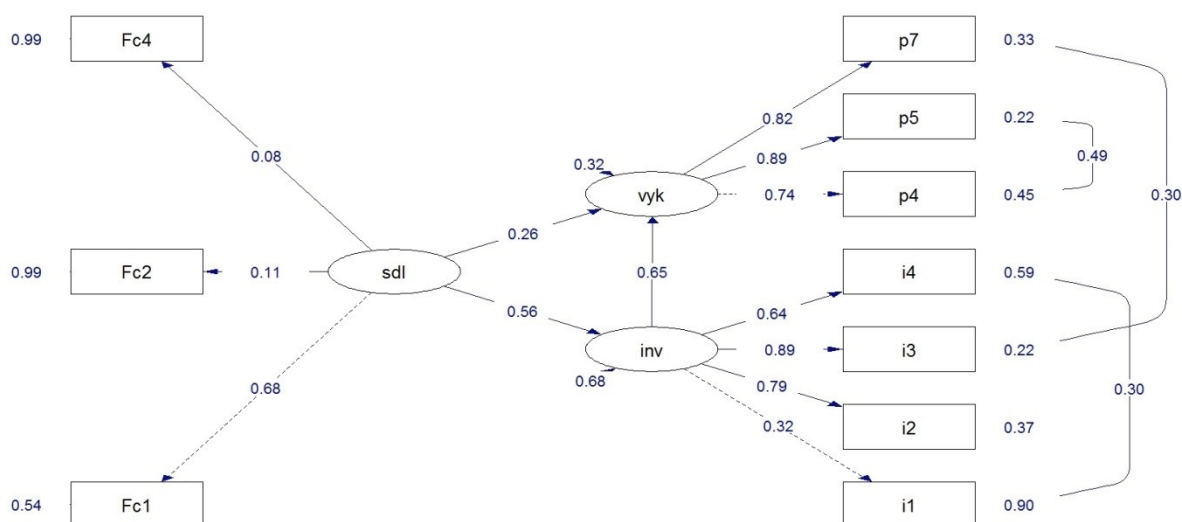 0.99 Fc4 p7 0.33
0.82
p5 0.22
0.08 0.89 0.49
0.32
vyk 0.74 p4 0.45 0.30
0.26
0.99 Fc2 0.11 sdl 0.65 i4 0.59
0.56 0.64
inv 0.89 i3 0.22
0.68 0.68 0.79 0.30
0.32 i2 0.37
0.54 Fc1 i1 0.90